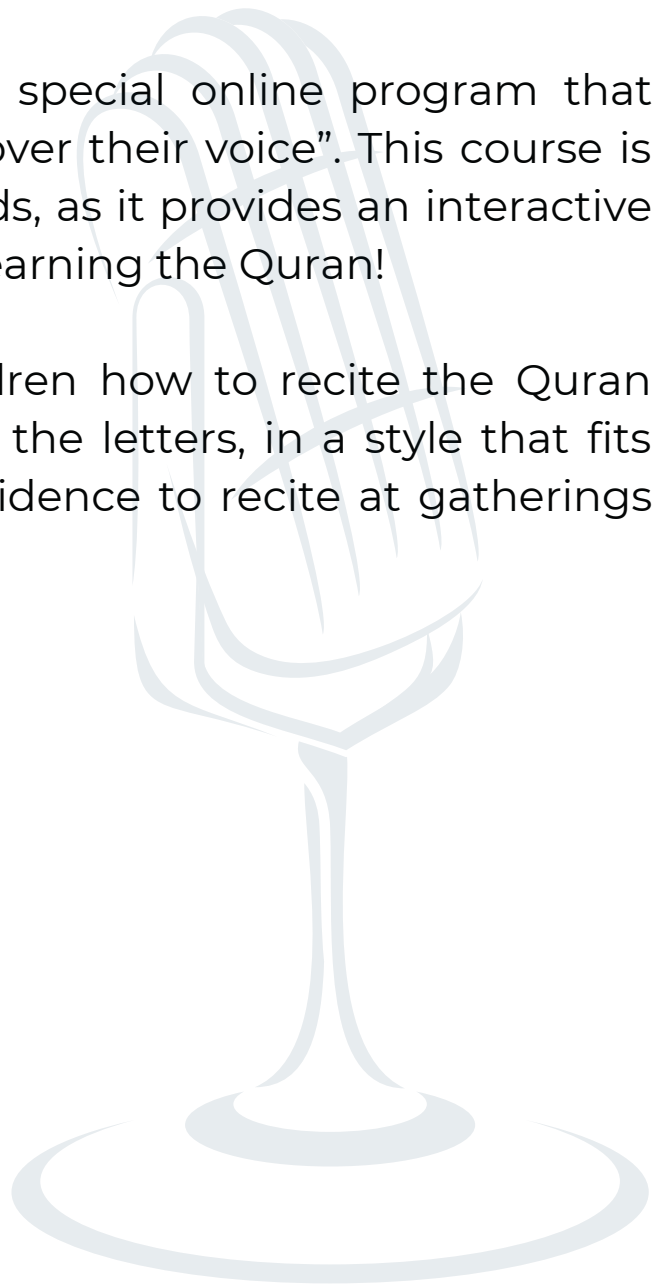 special online program that
over their voice”. This course is
ds, as it provides an interactive
earning the Quran!
dren how to recite the Quran
the letters, in a style that fits
idence to recite at gatherings